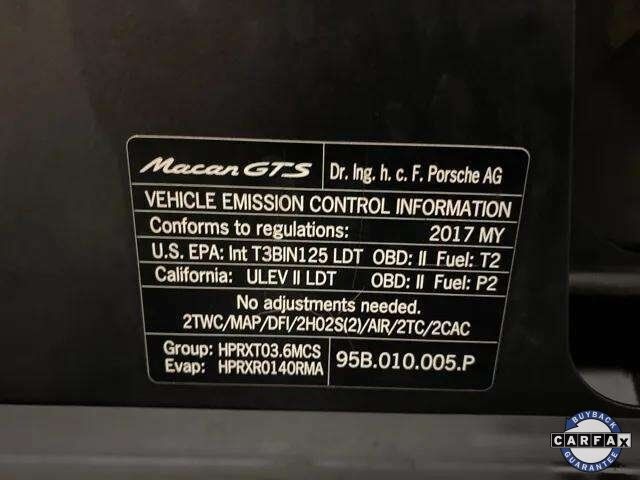 Macan GTS Dr. Ing. h. c. F. Porsche AG
VEHICLE EMISSION CONTROL INFORMATION
Conforms to regulations: 2017 MY
U.S. EPA: Int T3BIN125 LDT OBD: II Fuel: T2
California: ULEV II LDT OBD: II Fuel: P2
No adjustments needed.
2TWC/MAP/DFI/2HO2S(2)/AIR/2TC/2CAC
Group: HPRXT03.6MCS
Evap: HPRXR0140RMA
95B.010.005.P
BUYBACK
CARFAX
GUARANTEE